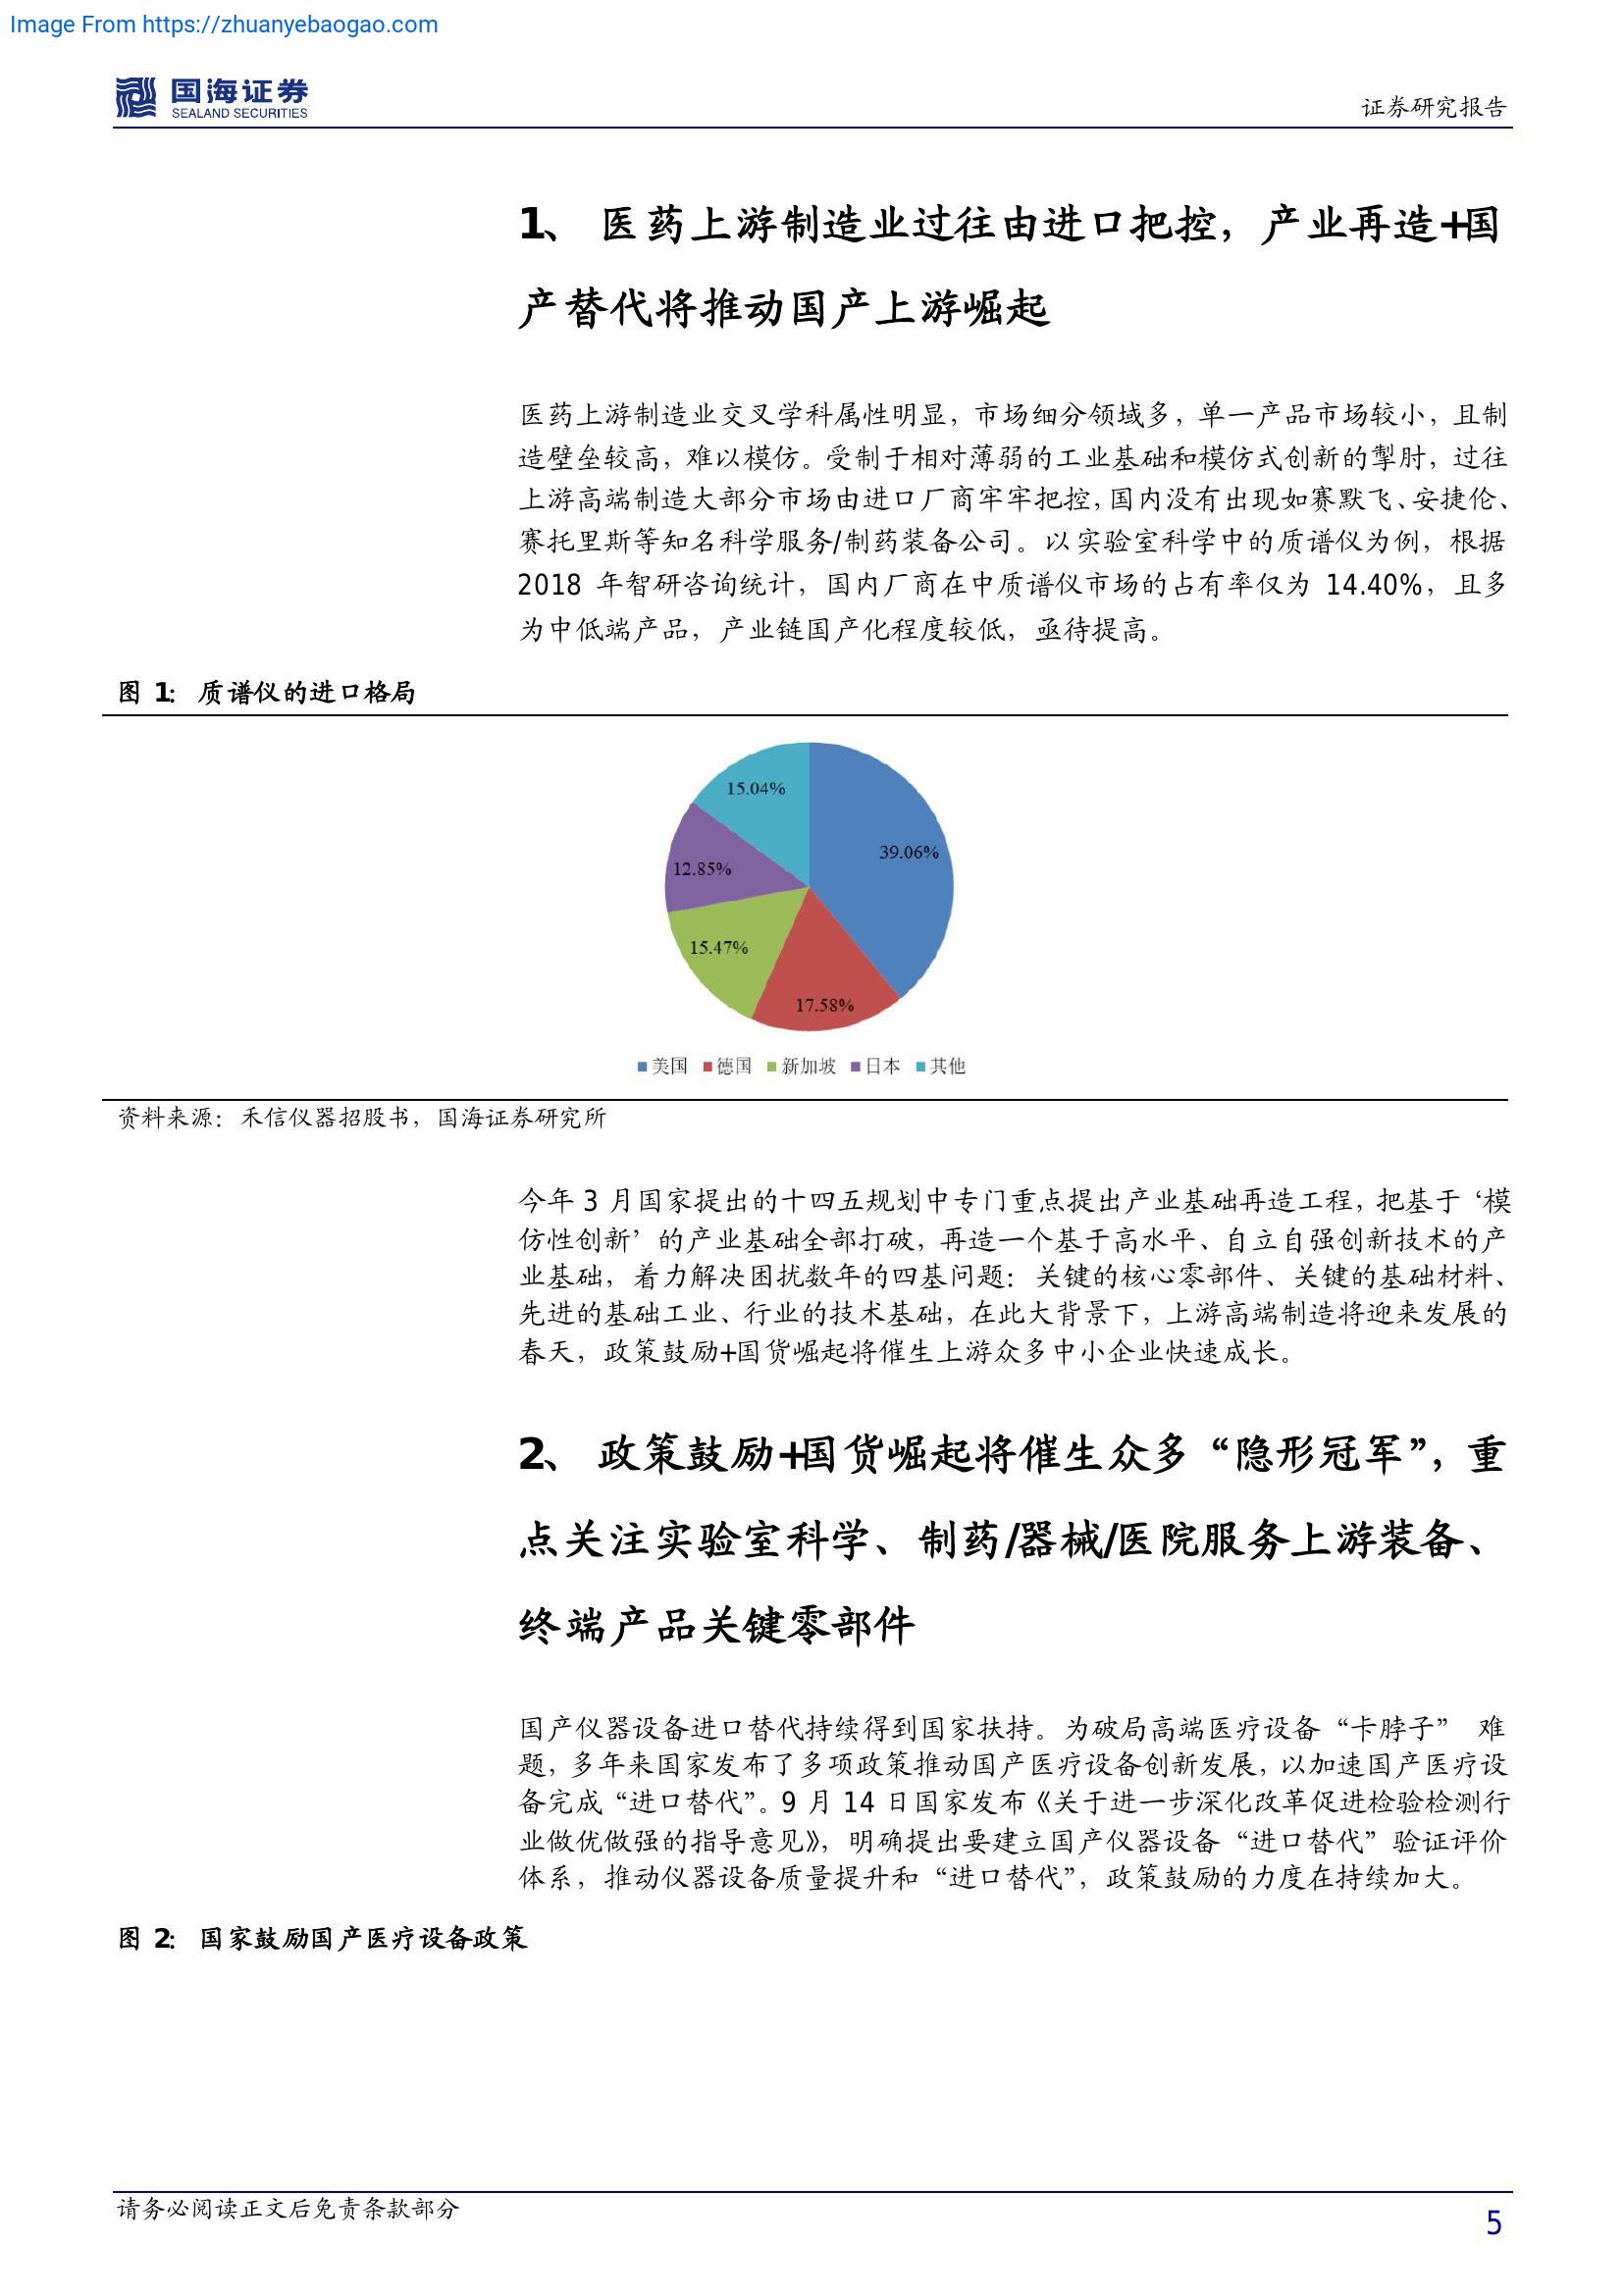 Image From https://zhuanyebaogao.com
国海证券
SEALAND SECURITIES
证券研究报告
1、 医药上游制造业过往由进口把控，产业再造+国
产替代将推动国产上游崛起
医药上游制造业交叉学科属性明显，市场细分领域多，单一产品市场较小，且制
造壁垒较高，难以模仿。受制于相对薄弱的工业基础和模仿式创新的掣肘，过往
上游高端制造大部分市场由进口厂商牢牢把控，国内没有出现如赛默飞、安捷伦、
赛托里斯等知名科学服务/制药装备公司。以实验室科学中的质谱仪为例，根据
2018 年智研咨询统计，国内厂商在中质谱仪市场的占有率仅为 14.40%，且多
为中低端产品，产业链国产化程度较低，亟待提高。
图 1: 质谱仪的进口格局
15.04%
39.06%
12.85%
15.47%
17.58%
美国 德国 新加坡 日本 其他
资料来源：禾信仪器招股书，国海证券研究所
今年 3 月国家提出的十四五规划中专门重点提出产业基础再造工程，把基于‘模
仿性创新’的产业基础全部打破，再造一个基于高水平、自立自强创新技术的产
业基础，着力解决困扰数年的四基问题：关键的核心零部件、关键的基础材料、
先进的基础工业、行业的技术基础，在此大背景下，上游高端制造将迎来发展的
春天，政策鼓励+国货崛起将催生上游众多中小企业快速成长。
2、 政策鼓励+国货崛起将催生众多“隐形冠军”，重
点关注实验室科学、制药/器械/医院服务上游装备、
终端产品关键零部件
国产仪器设备进口替代持续得到国家扶持。为破局高端医疗设备“卡脖子” 难
题，多年来国家发布了多项政策推动国产医疗设备创新发展，以加速国产医疗设
备完成“进口替代”。9 月 14 日国家发布《关于进一步深化改革促进检验检测行
业做优做强的指导意见》，明确提出要建立国产仪器设备“进口替代”验证评价
体系，推动仪器设备质量提升和“进口替代”，政策鼓励的力度在持续加大。
图 2: 国家鼓励国产医疗设备政策
请务必阅读正文后免责条款部分
5